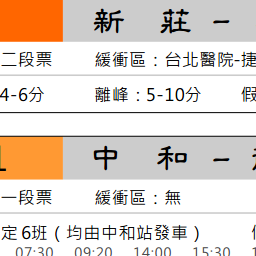 新 莊 –
二段票 緩衝區：台北醫院-捷
4-6分 離峰：5-10分 假
中 和 –
一段票 緩衝區：無
定 6班（均由中和站發車）
07:30 09:20 14:00 15:30